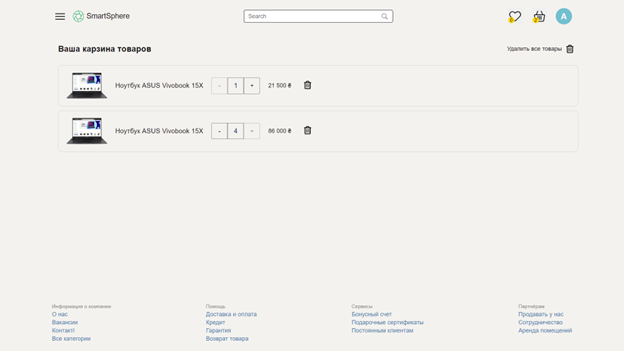 SmartSphere
Search
A
Ваша карзина товаров
Удалить все товары
Ноутбук ASUS Vivobook 15X - 1 + 21 500 ₴
Ноутбук ASUS Vivobook 15X - 4 + 86 000 ₴
Информация о компании
О нас
Вакансии
Контакті
Все категории
Помощь
Доставка и оплата
Кредит
Гарантия
Возврат товара
Сервисы
Бонусный счет
Подарочные сертификаты
Постоянным клиентам
Партнёрам
Продавать у нас
Сотрудничество
Аренда помещений